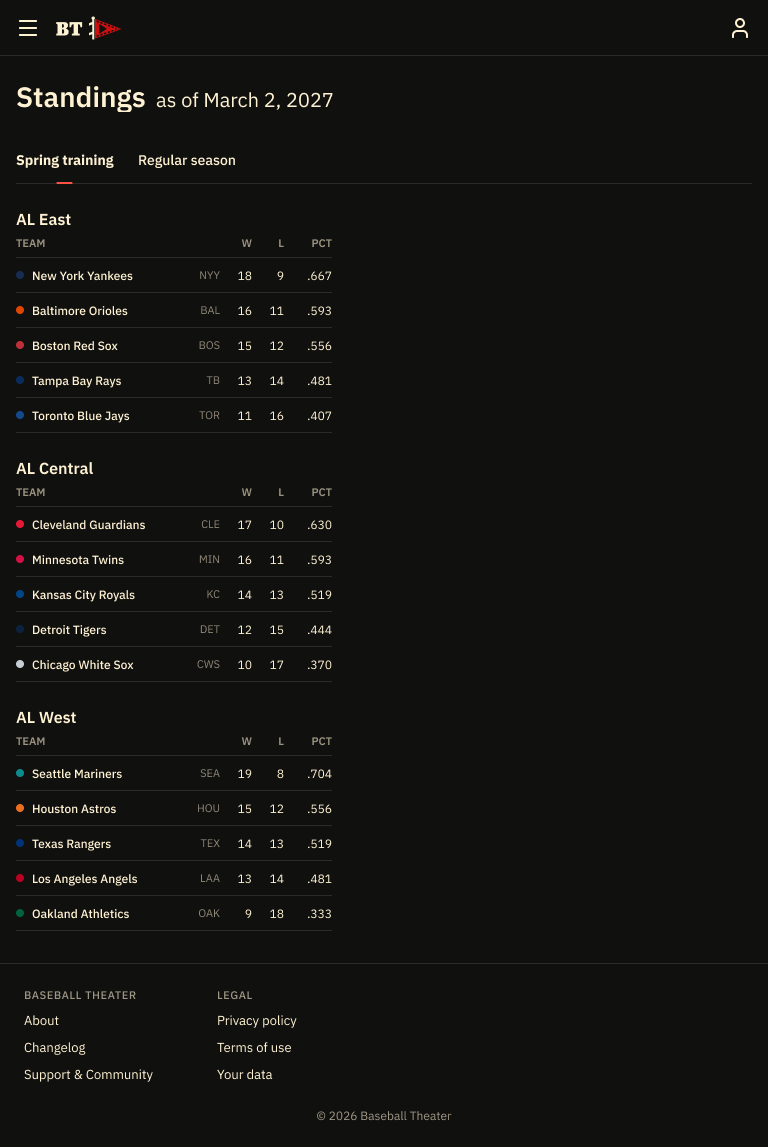 BT
Standings as of March 2, 2027
Spring training Regular season
AL East
TEAM W L PCT
New York Yankees NYY 18 9 .667
Baltimore Orioles BAL 16 11 .593
Boston Red Sox BOS 15 12 .556
Tampa Bay Rays TB 13 14 .481
Toronto Blue Jays TOR 11 16 .407
AL Central
TEAM W L PCT
Cleveland Guardians CLE 17 10 .630
Minnesota Twins MIN 16 11 .593
Kansas City Royals KC 14 13 .519
Detroit Tigers DET 12 15 .444
Chicago White Sox CWS 10 17 .370
AL West
TEAM W L PCT
Seattle Mariners SEA 19 8 .704
Houston Astros HOU 15 12 .556
Texas Rangers TEX 14 13 .519
Los Angeles Angels LAA 13 14 .481
Oakland Athletics OAK 9 18 .333
BASEBALL THEATER LEGAL
About Privacy policy
Changelog Terms of use
Support & Community Your data
© 2026 Baseball Theater